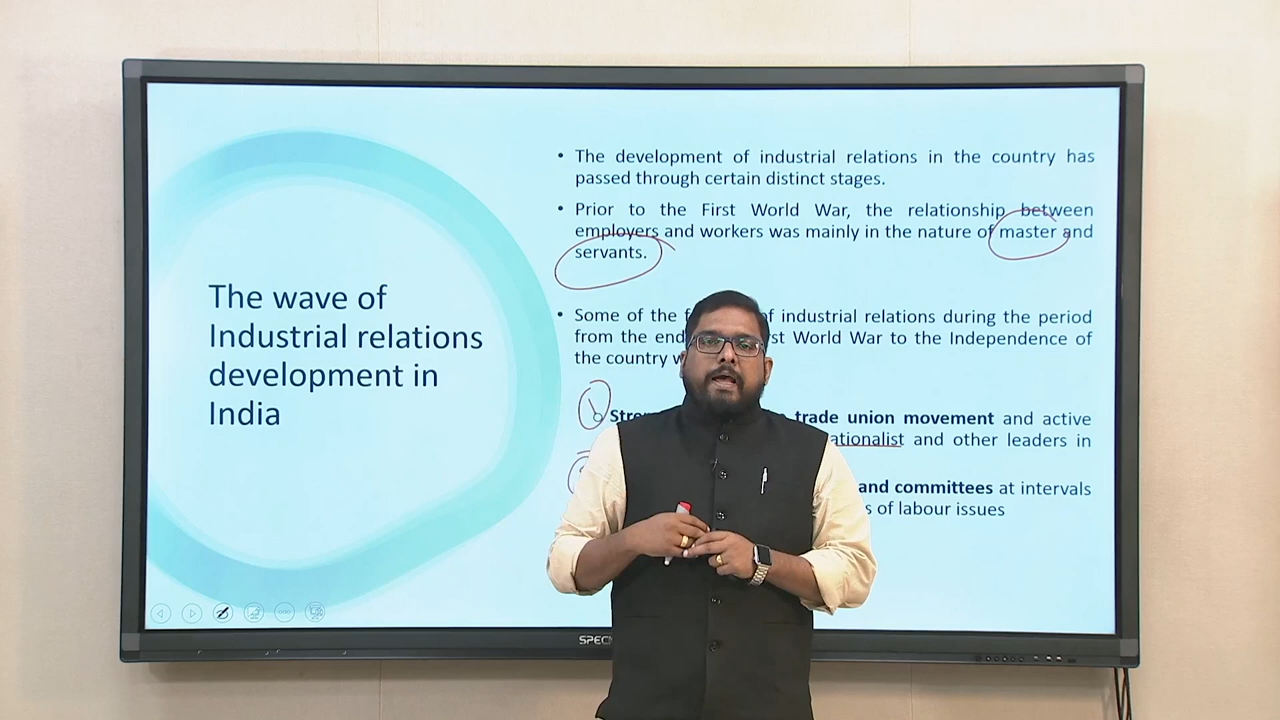 The wave of
Industrial relations
development in
India
• The development of industrial relations in the country has
passed through certain distinct stages.
• Prior to the First World War, the relationship between
employers and workers was mainly in the nature of master and
servants.
• Some of the of industrial relations during the period
from the end World War to the Independence of
the country
trade union movement and active
and other leaders in
and committees at intervals
of labour issues